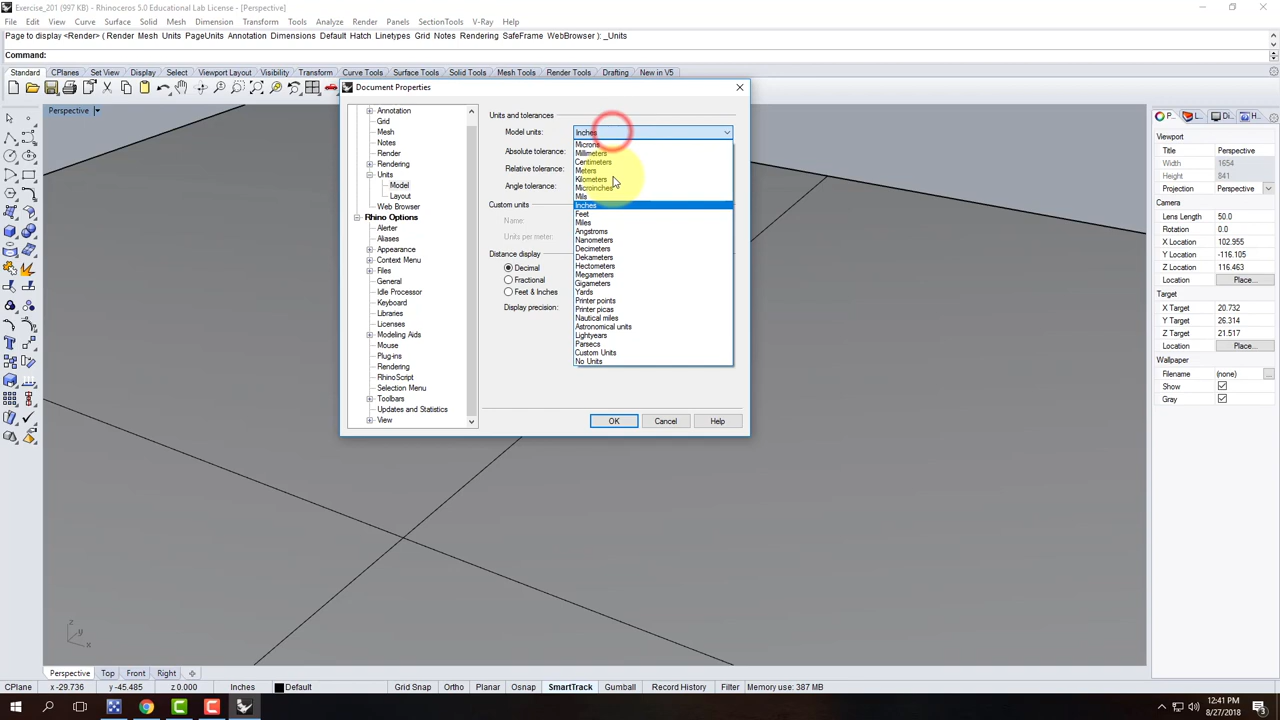 Exercise_201 (997 KB) - Rhinoceros 5.0 Educational Lab License - [Perspective]
File Edit View Curve Surface Solid Mesh Dimension Transform Tools Analyze Render Panels SectionTools V-Ray Help
Page to display <Render> ( Render Mesh Units PageUnits Annotation Dimensions Default Hatch Linetypes Grid Notes Rendering SafeFrame WebBrowser ): _Units
Command:
Standard CPlanes Set View Display Select Viewport Layout Visibility Transform Curve Tools Surface Tools Solid Tools Mesh Tools Render Tools Drafting New in V5
Perspective
Document Properties
Annotation
Grid
Mesh
Notes
Render
Rendering
Units
Model
Layout
Web Browser
Rhino Options
Alerter
Aliases
Appearance
Context Menu
Files
General
Idle Processor
Keyboard
Libraries
Licenses
Modeling Aids
Mouse
Plug-ins
Rendering
RhinoScript
Selection Menu
Toolbars
Updates and Statistics
View
Units and tolerances
Model units: Inches
Absolute tolerance:
Relative tolerance:
Angle tolerance:
Custom units
Name:
Units per meter:
Distance display
Decimal
Fractional
Feet & Inches
Display precision:
Microns
Millimeters
Centimeters
Meters
Kilometers
Microinches
Mils
Inches
Feet
Miles
Angstroms
Nanometers
Decimeters
Dekameters
Hectometers
Megameters
Gigameters
Yards
Printer points
Printer picas
Nautical miles
Astronomical units
Lightyears
Parsecs
Custom Units
No Units
OK Cancel Help
P... L... Di... H...
Viewport
Title Perspective
Width 1654
Height 841
Projection Perspective
Camera
Lens Length 50.0
Rotation 0.0
X Location 102.955
Y Location -116.105
Z Location 116.463
Location Place...
Target
X Target 20.732
Y Target 26.314
Z Target 21.517
Location Place...
Wallpaper
Filename (none) ...
Show
Gray
z
y
x
Perspective Top Front Right
CPlane x -29.736 y -45.485 z 0.000 Inches Default Grid Snap Ortho Planar Osnap SmartTrack Gumball Record History Filter Memory use: 387 MB
12:41 PM
8/27/2018
3